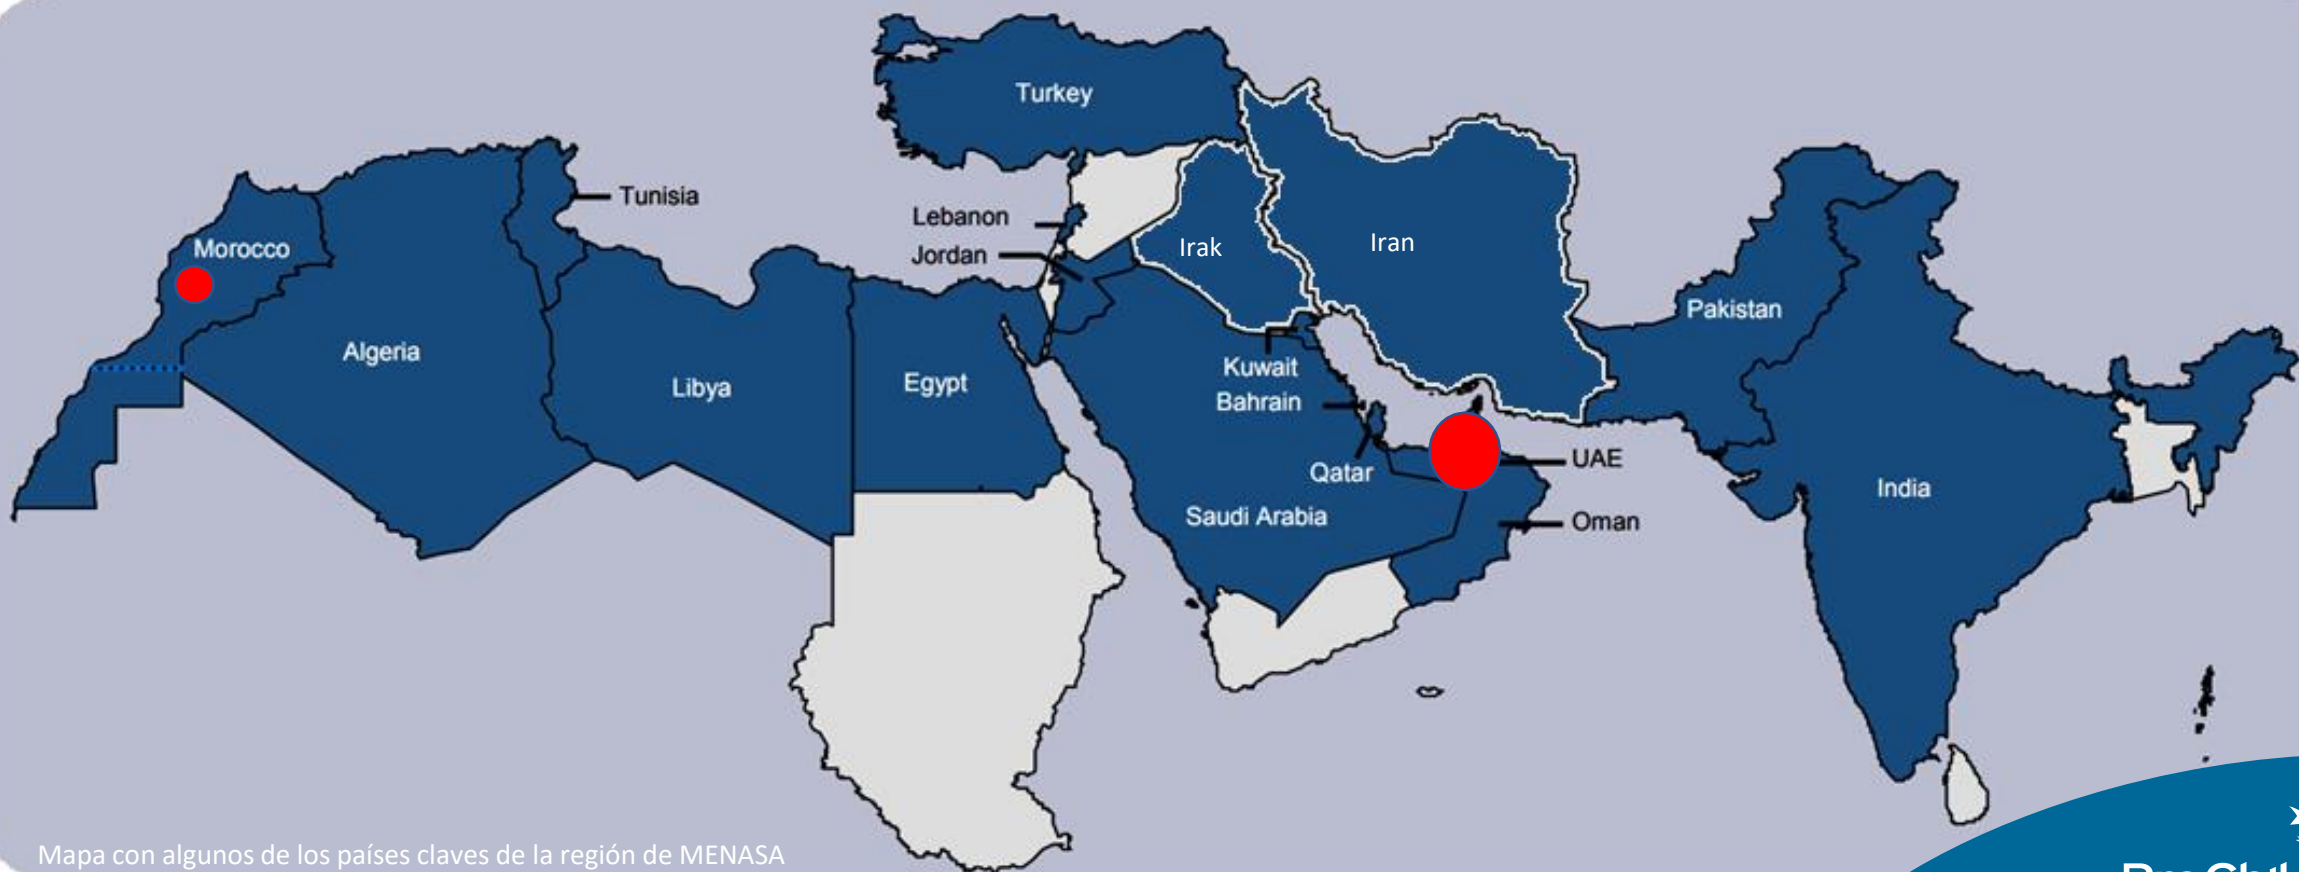 Turkey
Tunisia
Lebanon
Morocco
Jordan
Irak
Iran
Pakistan
Algeria
Kuwait
Libya
Egypt
Bahrain
UAE
Qatar
India
Saudi Arabia
Oman
Mapa con algunos de los países claves de la región de MENASA